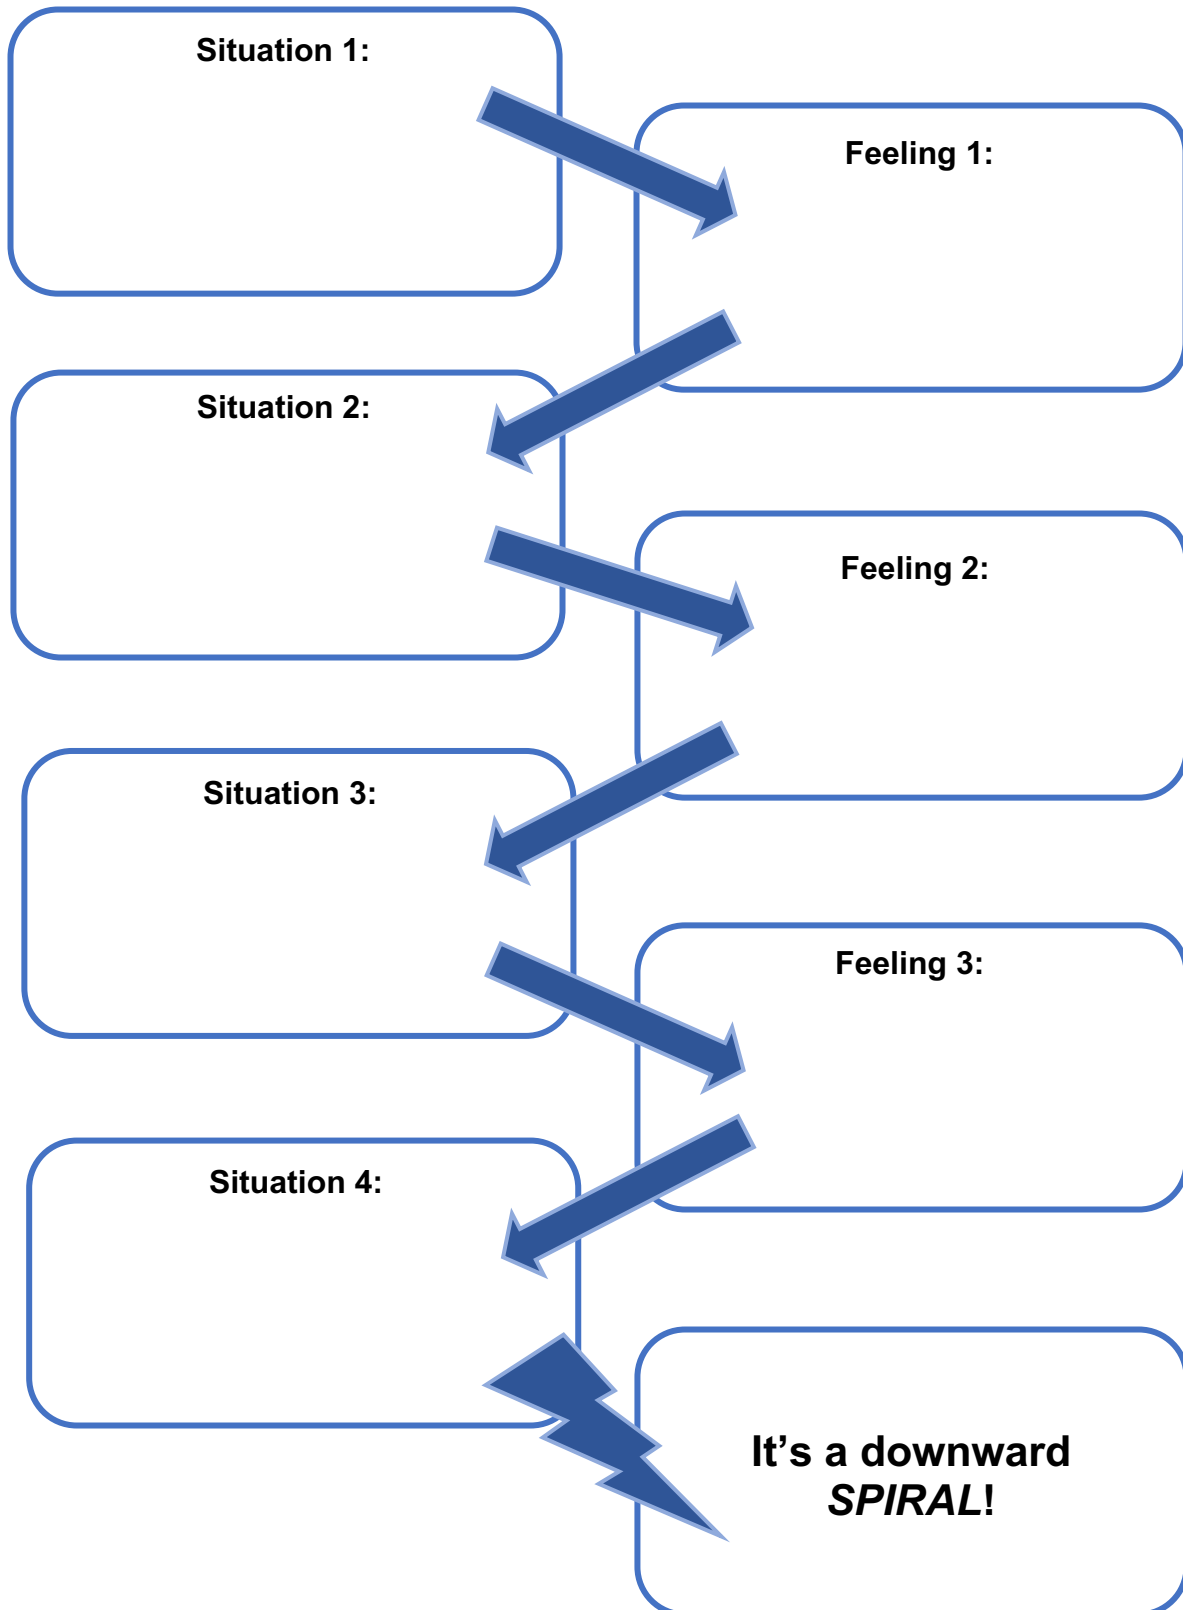 Situation 1:
Feeling 1:
Situation 2:
Feeling 2:
Situation 3:
Feeling 3:
Situation 4:
It’s a downward
SPIRAL!